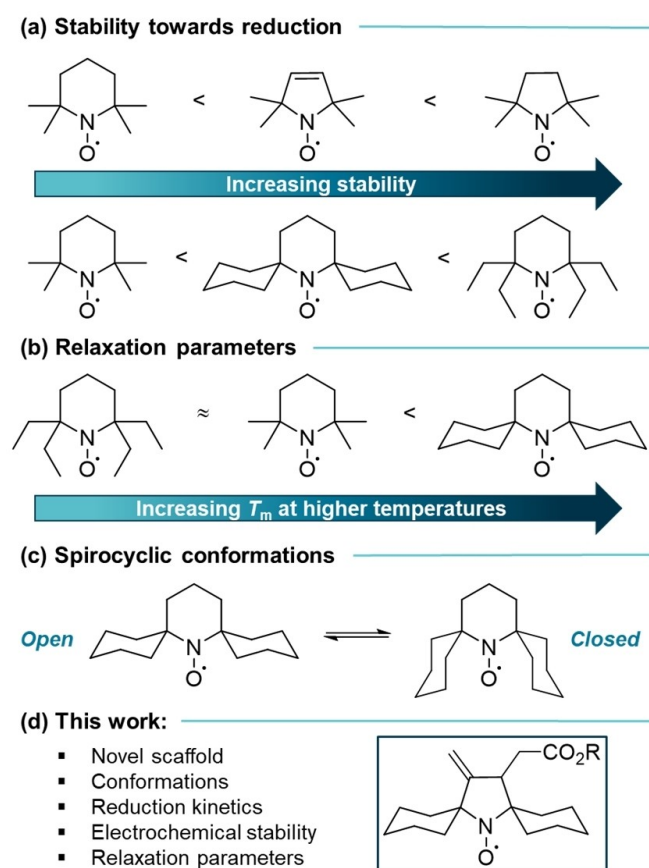 (a) Stability towards reduction
< <
N N N
O· O· O·
Increasing stability
< <
N N N
O· O· O·
(b) Relaxation parameters
≈ <
N N N
O· O· O·
Increasing Tm at higher temperatures
(c) Spirocyclic conformations
Open N N Closed
O· O·
(d) This work:
▪ Novel scaffold
▪ Conformations
▪ Reduction kinetics
▪ Electrochemical stability
▪ Relaxation parameters
CO2R
N
O·